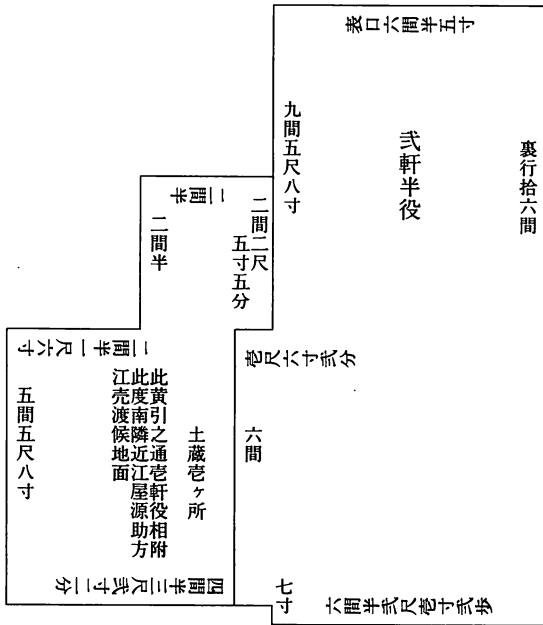 表口六間半五寸
裏行拾六間
弐軒半役
九間五尺八寸
二間半
二間二尺
五寸五分
二間半
壱尺六寸弐分
六間
七寸
六間半弐尺壱寸弐歩
二間半一尺六寸
土蔵壱ヶ所
此黄引之通壱軒役相附
此度南隣近江屋源助方
江売渡候地面
五間五尺八寸
四間半三尺弐寸二分